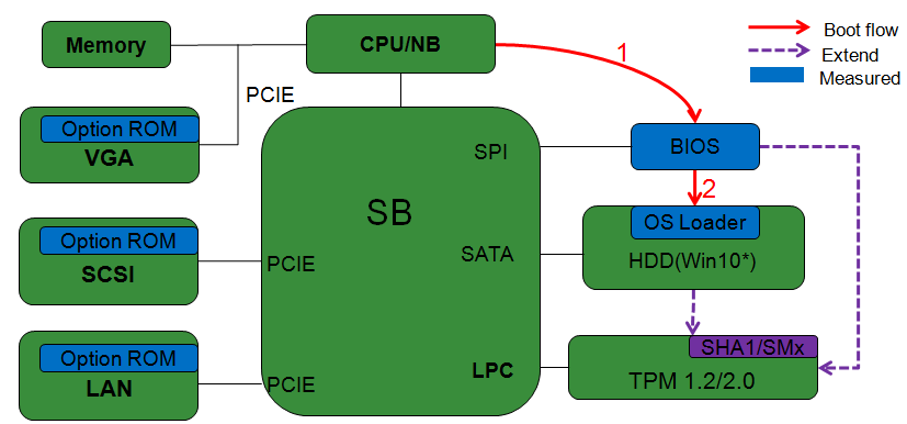 Memory
CPU/NB
1
Boot flow
Extend
Measured
PCIE
Option ROM
VGA
SPI
BIOS
2
SB
OS Loader
HDD(Win10*)
SATA
Option ROM
SCSI
PCIE
SHA1/SMx
TPM 1.2/2.0
LPC
Option ROM
LAN
PCIE